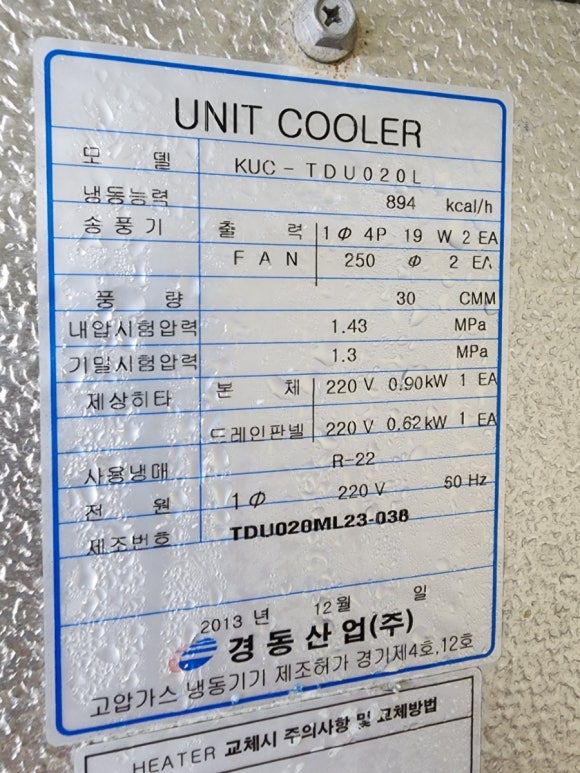 UNIT COOLER
모 델 KUC - TDU020L
냉동능력 894 kcal/h
송풍기 출 력 1Φ 4P 19 W 2 EA
F A N 250 Φ 2 EA
풍 량 30 CMM
내압시험압력 1.43 MPa
기밀시험압력 1.3 MPa
제상히타 본 체 220 V 0.90kW 1 EA
드레인판넬 220 V 0.62kW 1 EA
사용냉매 R-22
전 원 1Φ 220 V 60 Hz
제조번호 TDU020ML23-038
2013 년 12월 일
경동산업(주)
고압가스 냉동기기 제조허가 경기제4호,12호
HEATER 교체시 주의사항 및 교체방법